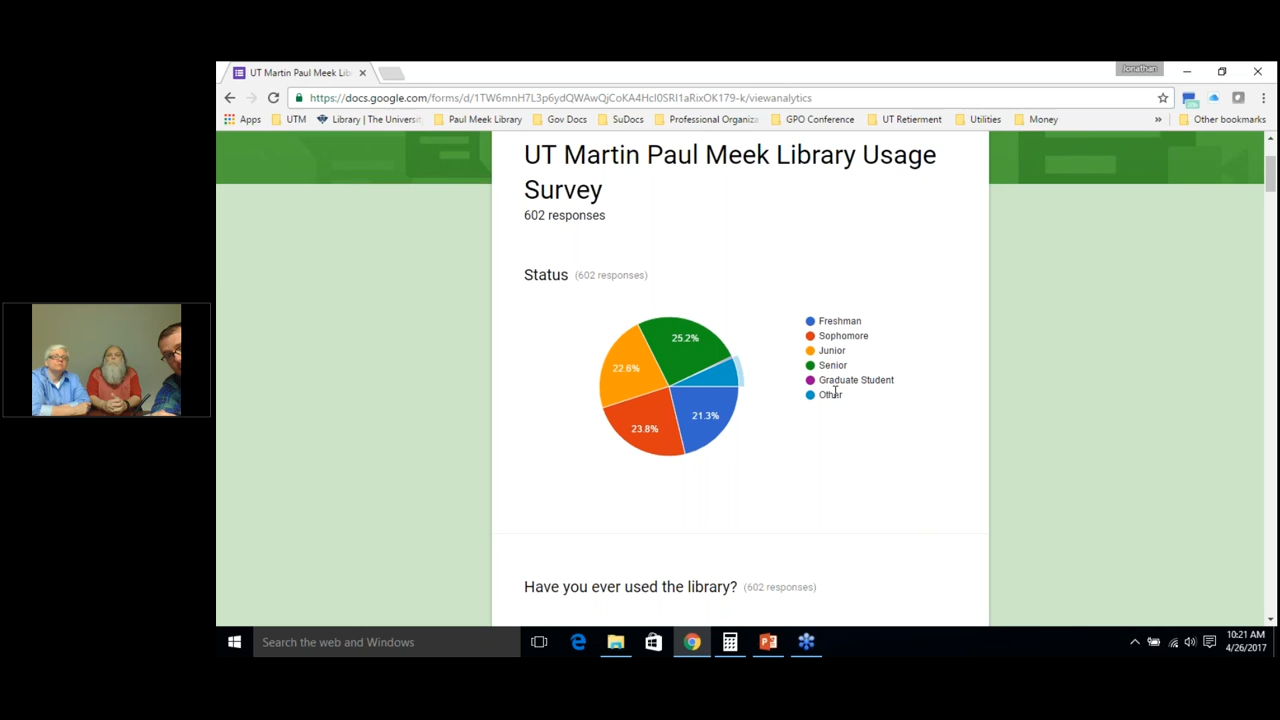 UT Martin Paul Meek Lib
Jonathan
https://docs.google.com/forms/d/1TW6mnH7L3p6ydQWAwQjCoKA4Hcl0SRI1aRixOK179-k/viewanalytics
Apps UTM Library | The Universit Paul Meek Library Gov Docs SuDocs Professional Organiza GPO Conference UT Retirment Utilities Money » Other bookmarks
UT Martin Paul Meek Library Usage
Survey
602 responses
Status (602 responses)
25.2%
22.6%
23.8%
21.3%
Freshman
Sophomore
Junior
Senior
Graduate Student
Other
Have you ever used the library? (602 responses)
Search the web and Windows
10:21 AM
4/26/2017